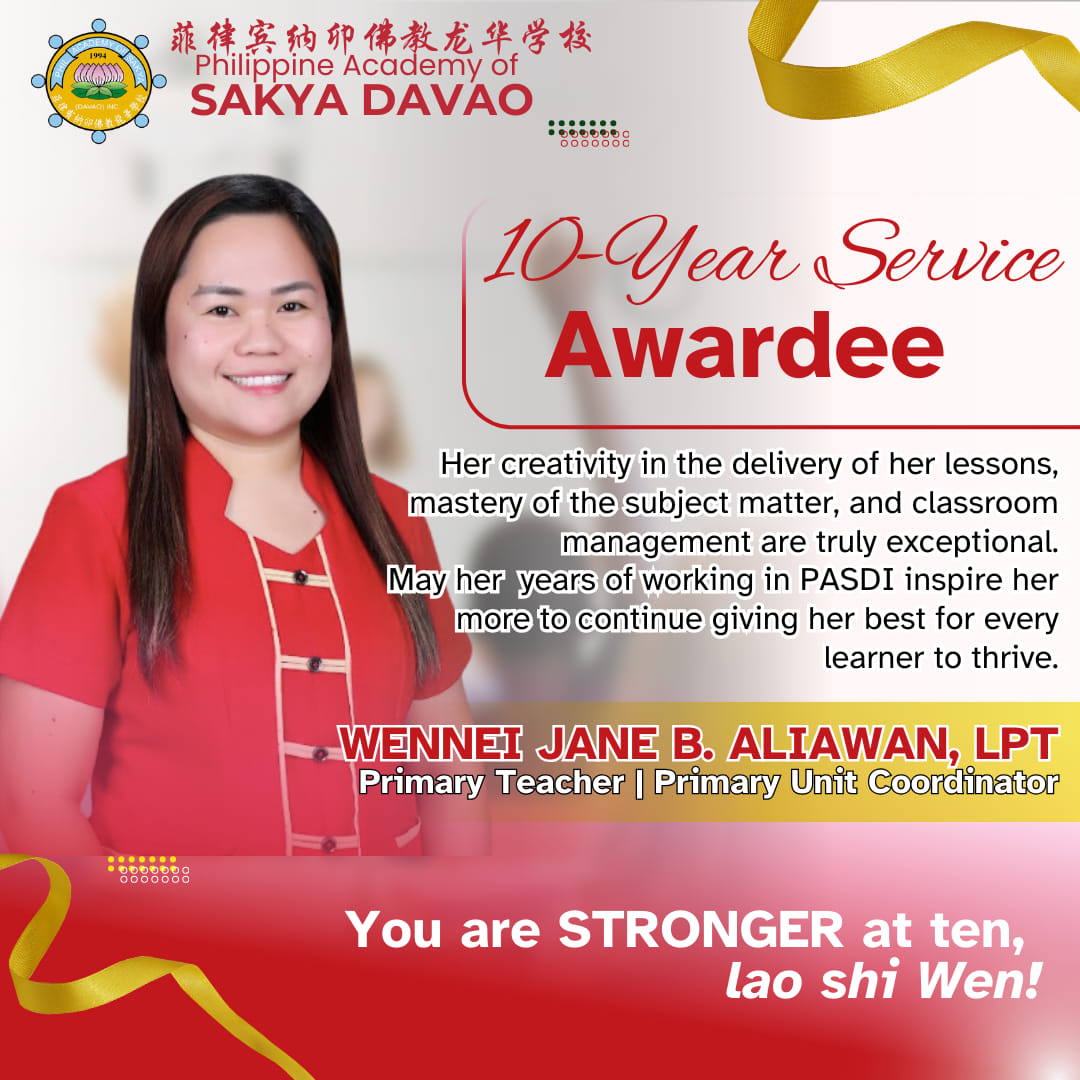 菲律宾纳卯佛教龙华学校
Philippine Academy of
SAKYA DAVAO
1994
(DAVAO) INC
10-Year Service
Awardee
Her creativity in the delivery of her lessons,
mastery of the subject matter, and classroom
management are truly exceptional.
May her  years of working in PASDI inspire her
more to continue giving her best for every
learner to thrive.
WENNEI JANE B. ALIAWAN, LPT
Primary Teacher | Primary Unit Coordinator
You are STRONGER at ten,
lao shi Wen!